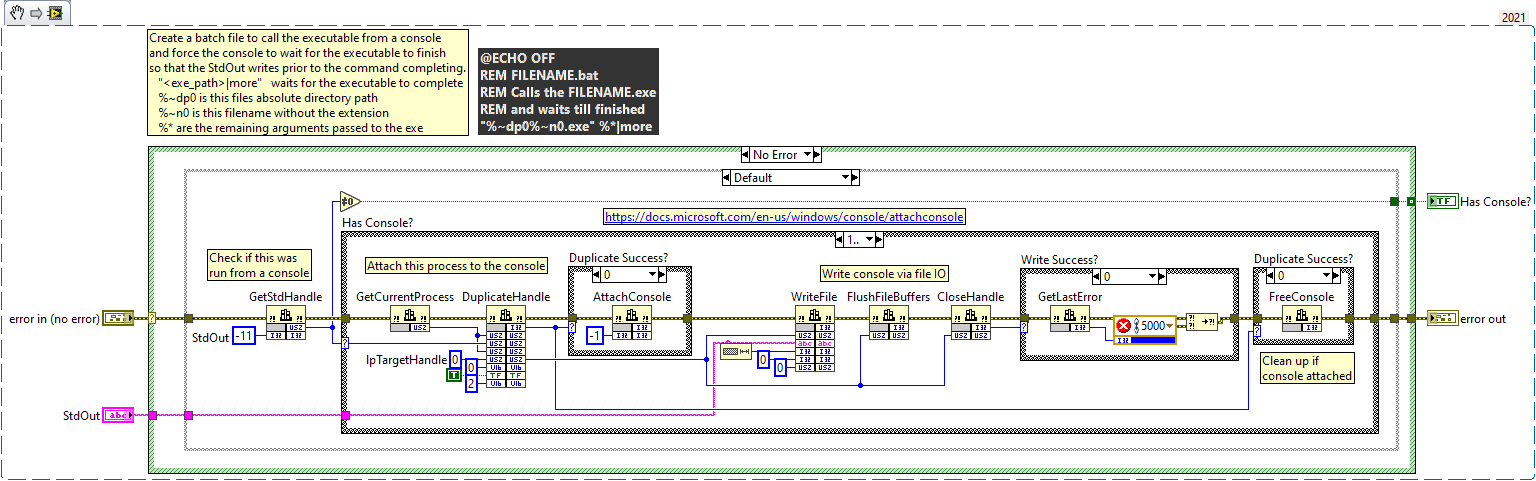 2021
Create a batch file to call the executable from a console
and force the console to wait for the executable to finish
so that the StdOut writes prior to the command completing.
"<exe_path>|more" waits for the executable to complete
%~dp0 is this files absolute directory path
%~n0 is this filename without the extension
%* are the remaining arguments passed to the exe
@ECHO OFF
REM FILENAME.bat
REM Calls the FILENAME.exe
REM and waits till finished
"%~dp0%~n0.exe" %*|more
No Error
Default
≠0
Has Console?
https://docs.microsoft.com/en-us/windows/console/attachconsole
TF
Has Console?
1..
Check if this was
run from a console
Attach this process to the console
Duplicate Success?
0
Write console via file IO
Write Success?
0
Duplicate Success?
0
GetStdHandle
GetCurrentProcess
DuplicateHandle
AttachConsole
WriteFile
FlushFileBuffers
CloseHandle
GetLastError
FreeConsole
error in (no error)
5000
error out
StdOut
-11
-1
lpTargetHandle
0
0
T
2
0
0
Clean up if
console attached
StdOut
abc